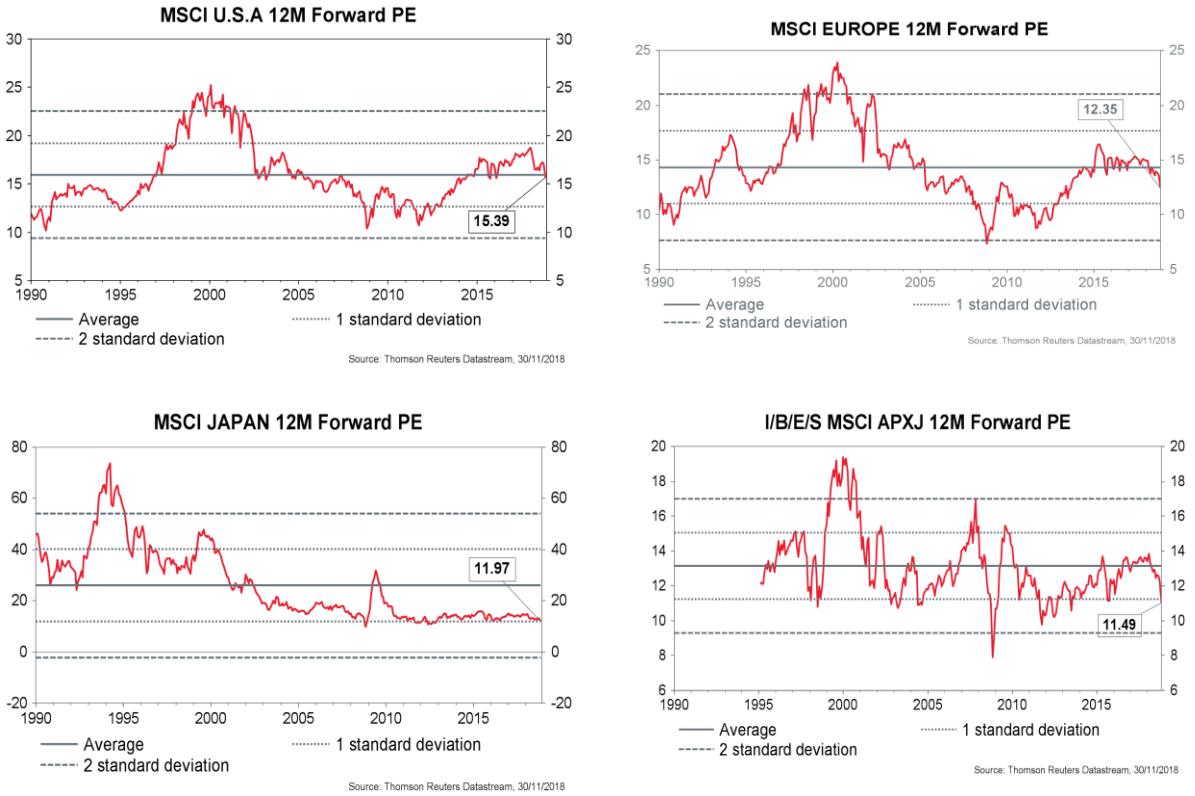 MSCI U.S.A 12M Forward PE
30 30
25 25
20 20
15 15
10 10
5 5
15.39
1990 1995 2000 2005 2010 2015
Average 1 standard deviation
2 standard deviation
Source: Thomson Reuters Datastream, 30/11/2018
MSCI EUROPE 12M Forward PE
25 25
20 20
15 15
10 10
5 5
12.35
1990 1995 2000 2005 2010 2015
Average 1 standard deviation
2 standard deviation
Source: Thomson Reuters Datastream, 30/11/2018
MSCI JAPAN 12M Forward PE
80 80
60 60
40 40
11.97
20 20
0 0
-20 -20
1990 1995 2000 2005 2010 2015
Average 1 standard deviation
2 standard deviation
Source: Thomson Reuters Datastream, 30/11/2018
I/B/E/S MSCI APXJ 12M Forward PE
20 20
18 18
16 16
14 14
12 12
10 10
11.49
8 8
6 6
1990 1995 2000 2005 2010 2015
Average 1 standard deviation
2 standard deviation
Source: Thomson Reuters Datastream, 30/11/2018